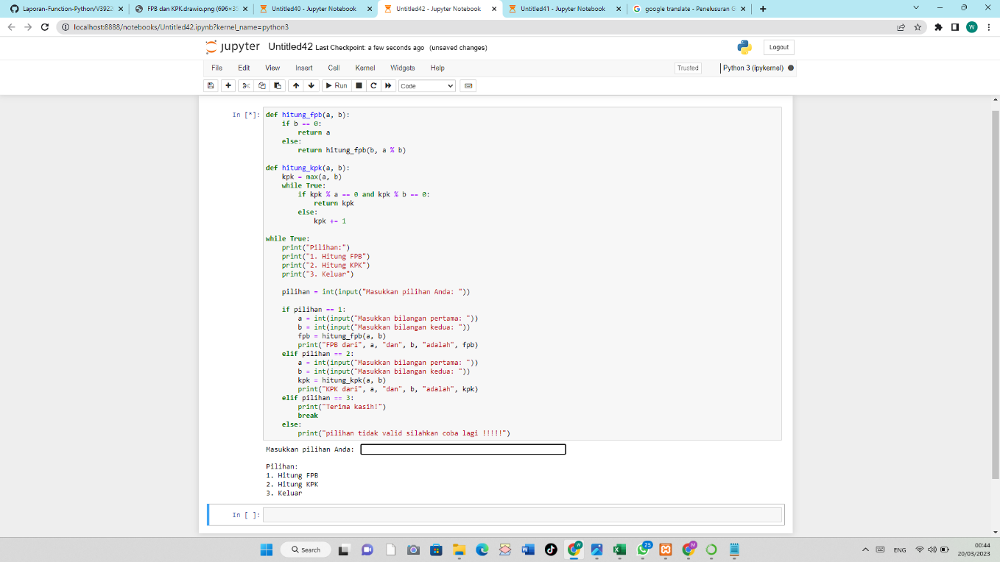 Laporan-Function-Python/V3922
FPB dan KPK.drawio.png (696×35
Untitled40 - Jupyter Notebook
Untitled42 - Jupyter Notebook
Untitled41 - Jupyter Notebook
google translate - Penelusuran G
localhost:8888/notebooks/Untitled42.ipynb?kernel_name=python3
W
jupyter Untitled42 Last Checkpoint: a few seconds ago (unsaved changes)
Logout
File Edit View Insert Cell Kernel Widgets Help
Trusted
Python 3 (ipykernel)
Run
Code
In [*]:
def hitung_fpb(a, b):
    if b == 0:
        return a
    else:
        return hitung_fpb(b, a % b)
def hitung_kpk(a, b):
    kpk = max(a, b)
    while True:
        if kpk % a == 0 and kpk % b == 0:
            return kpk
        else:
            kpk += 1
while True:
    print("Pilihan:")
    print("1. Hitung FPB")
    print("2. Hitung KPK")
    print("3. Keluar")
    pilihan = int(input("Masukkan pilihan Anda: "))
    if pilihan == 1:
        a = int(input("Masukkan bilangan pertama: "))
        b = int(input("Masukkan bilangan kedua: "))
        fpb = hitung_fpb(a, b)
        print("FPB dari", a, "dan", b, "adalah", fpb)
    elif pilihan == 2:
        a = int(input("Masukkan bilangan pertama: "))
        b = int(input("Masukkan bilangan kedua: "))
        kpk = hitung_kpk(a, b)
        print("KPK dari", a, "dan", b, "adalah", kpk)
    elif pilihan == 3:
        print("Terima kasih!")
        break
    else:
        print("pilihan tidak valid silahkan coba lagi !!!!!")
Masukkan pilihan Anda:
Pilihan:
1. Hitung FPB
2. Hitung KPK
3. Keluar
In [ ]:
Search
W
25
M
ENG
00:44
20/03/2023